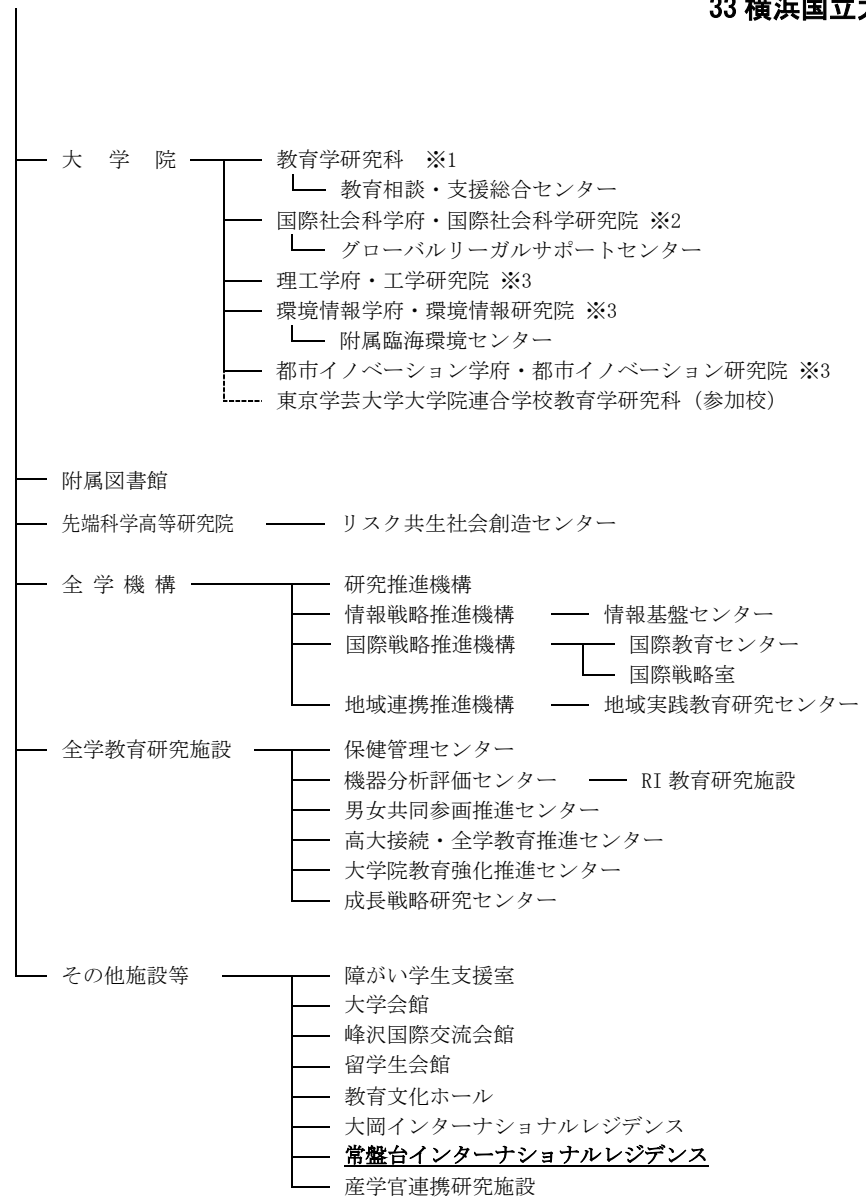 33 横浜国立大
大 学 院 教育学研究科 ※1
教育相談・支援総合センター
国際社会科学府・国際社会科学研究院 ※2
グローバルリーガルサポートセンター
理工学府・工学研究院 ※3
環境情報学府・環境情報研究院 ※3
附属臨海環境センター
都市イノベーション学府・都市イノベーション研究院 ※3
東京学芸大学大学院連合学校教育学研究科（参加校）
附属図書館
先端科学高等研究院 リスク共生社会創造センター
全 学 機 構 研究推進機構
情報戦略推進機構 情報基盤センター
国際戦略推進機構 国際教育センター
国際戦略室
地域連携推進機構 地域実践教育研究センター
全学教育研究施設 保健管理センター
機器分析評価センター RI 教育研究施設
男女共同参画推進センター
高大接続・全学教育推進センター
大学院教育強化推進センター
成長戦略研究センター
その他施設等 障がい学生支援室
大学会館
峰沢国際交流会館
留学生会館
教育文化ホール
大岡インターナショナルレジデンス
常盤台インターナショナルレジデンス
産学官連携研究施設